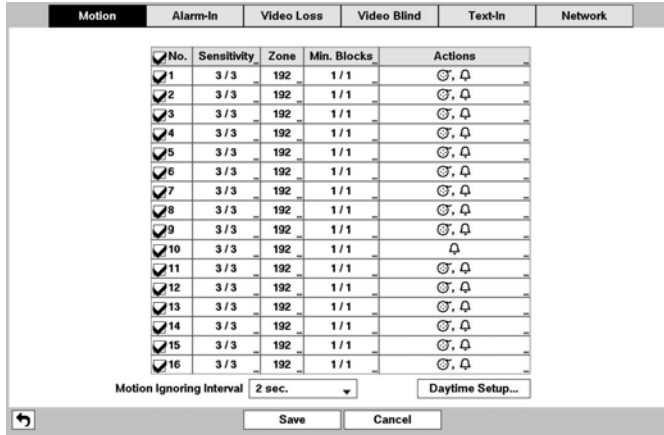 Motion Alarm-In Video Loss Video Blind Text-In Network
No. Sensitivity Zone Min. Blocks Actions
1 3 / 3 192 1 / 1
2 3 / 3 192 1 / 1
3 3 / 3 192 1 / 1
4 3 / 3 192 1 / 1
5 3 / 3 192 1 / 1
6 3 / 3 192 1 / 1
7 3 / 3 192 1 / 1
8 3 / 3 192 1 / 1
9 3 / 3 192 1 / 1
10 3 / 3 192 1 / 1
11 3 / 3 192 1 / 1
12 3 / 3 192 1 / 1
13 3 / 3 192 1 / 1
14 3 / 3 192 1 / 1
15 3 / 3 192 1 / 1
16 3 / 3 192 1 / 1
Motion Ignoring Interval 2 sec. Daytime Setup...
Save Cancel